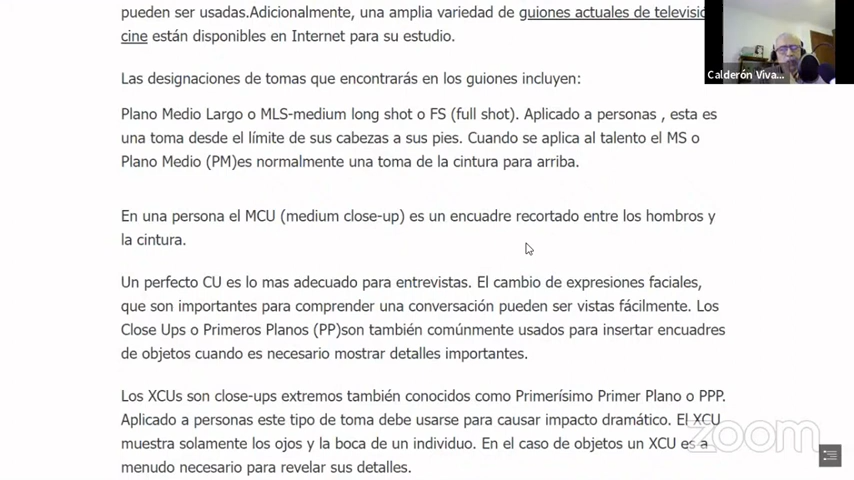 pueden ser usadas.Adicionalmente, una amplia variedad de guiones actuales de televisió
cine están disponibles en Internet para su estudio.
Calderón Viva...
Las designaciones de tomas que encontrarás en los guiones incluyen:
Plano Medio Largo o MLS-medium long shot o FS (full shot). Aplicado a personas , esta es
una toma desde el límite de sus cabezas a sus pies. Cuando se aplica al talento el MS o
Plano Medio (PM)es normalmente una toma de la cintura para arriba.
En una persona el MCU (medium close-up) es un encuadre recortado entre los hombros y
la cintura.
Un perfecto CU es lo mas adecuado para entrevistas. El cambio de expresiones faciales,
que son importantes para comprender una conversación pueden ser vistas fácilmente. Los
Close Ups o Primeros Planos (PP)son también comúnmente usados para insertar encuadres
de objetos cuando es necesario mostrar detalles importantes.
Los XCUs son close-ups extremos también conocidos como Primerísimo Primer Plano o PPP.
Aplicado a personas este tipo de toma debe usarse para causar impacto dramático. El XCU
muestra solamente los ojos y la boca de un individuo. En el caso de objetos un XCU es a
menudo necesario para revelar sus detalles.
zoom